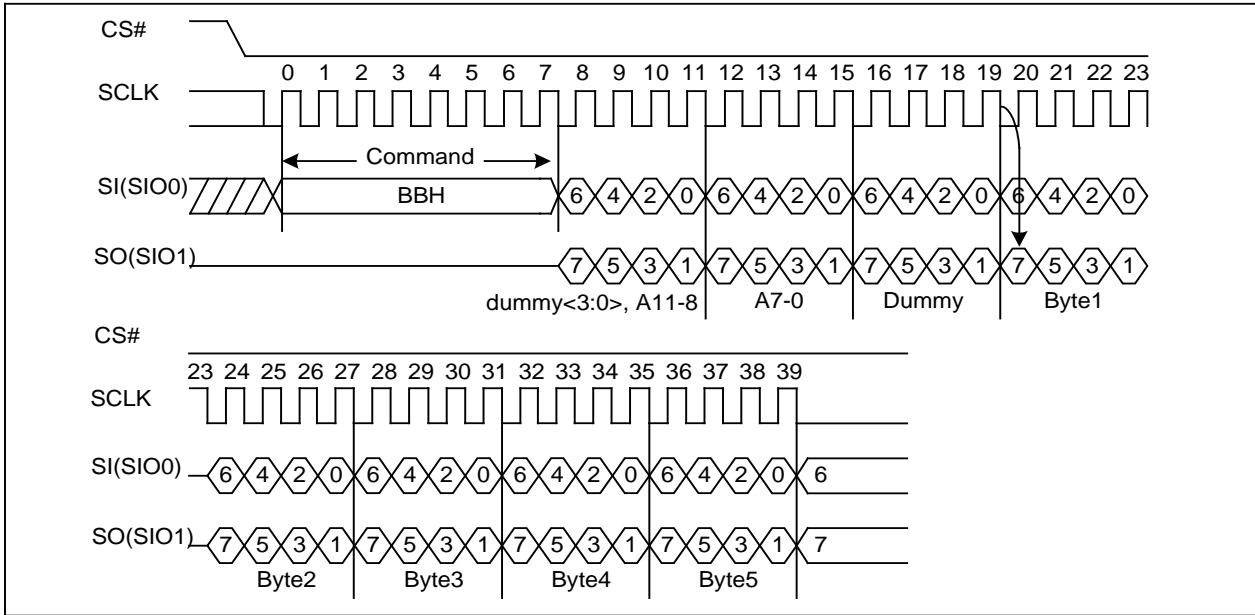 CS#
0 1 2 3 4 5 6 7 8 9 10 11 12 13 14 15 16 17 18 19 20 21 22 23
SCLK
Command
SI(SIO0) BBH 6 4 2 0 6 4 2 0 6 4 2 0 6 4 2 0
SO(SIO1) 7 5 3 1 7 5 3 1 7 5 3 1 7 5 3 1
dummy<3:0>, A11-8 A7-0 Dummy Byte1
CS#
23 24 25 26 27 28 29 30 31 32 33 34 35 36 37 38 39
SCLK
SI(SIO0) 6 4 2 0 6 4 2 0 6 4 2 0 6 4 2 0 6
SO(SIO1) 7 5 3 1 7 5 3 1 7 5 3 1 7 5 3 1 7
Byte2 Byte3 Byte4 Byte5